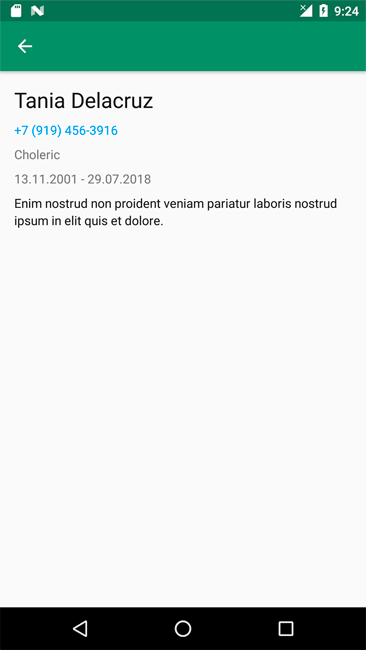 9:24
Tania Delacruz
+7 (919) 456-3916
Choleric
13.11.2001 - 29.07.2018
Enim nostrud non proident veniam pariatur laboris nostrud
ipsum in elit quis et dolore.